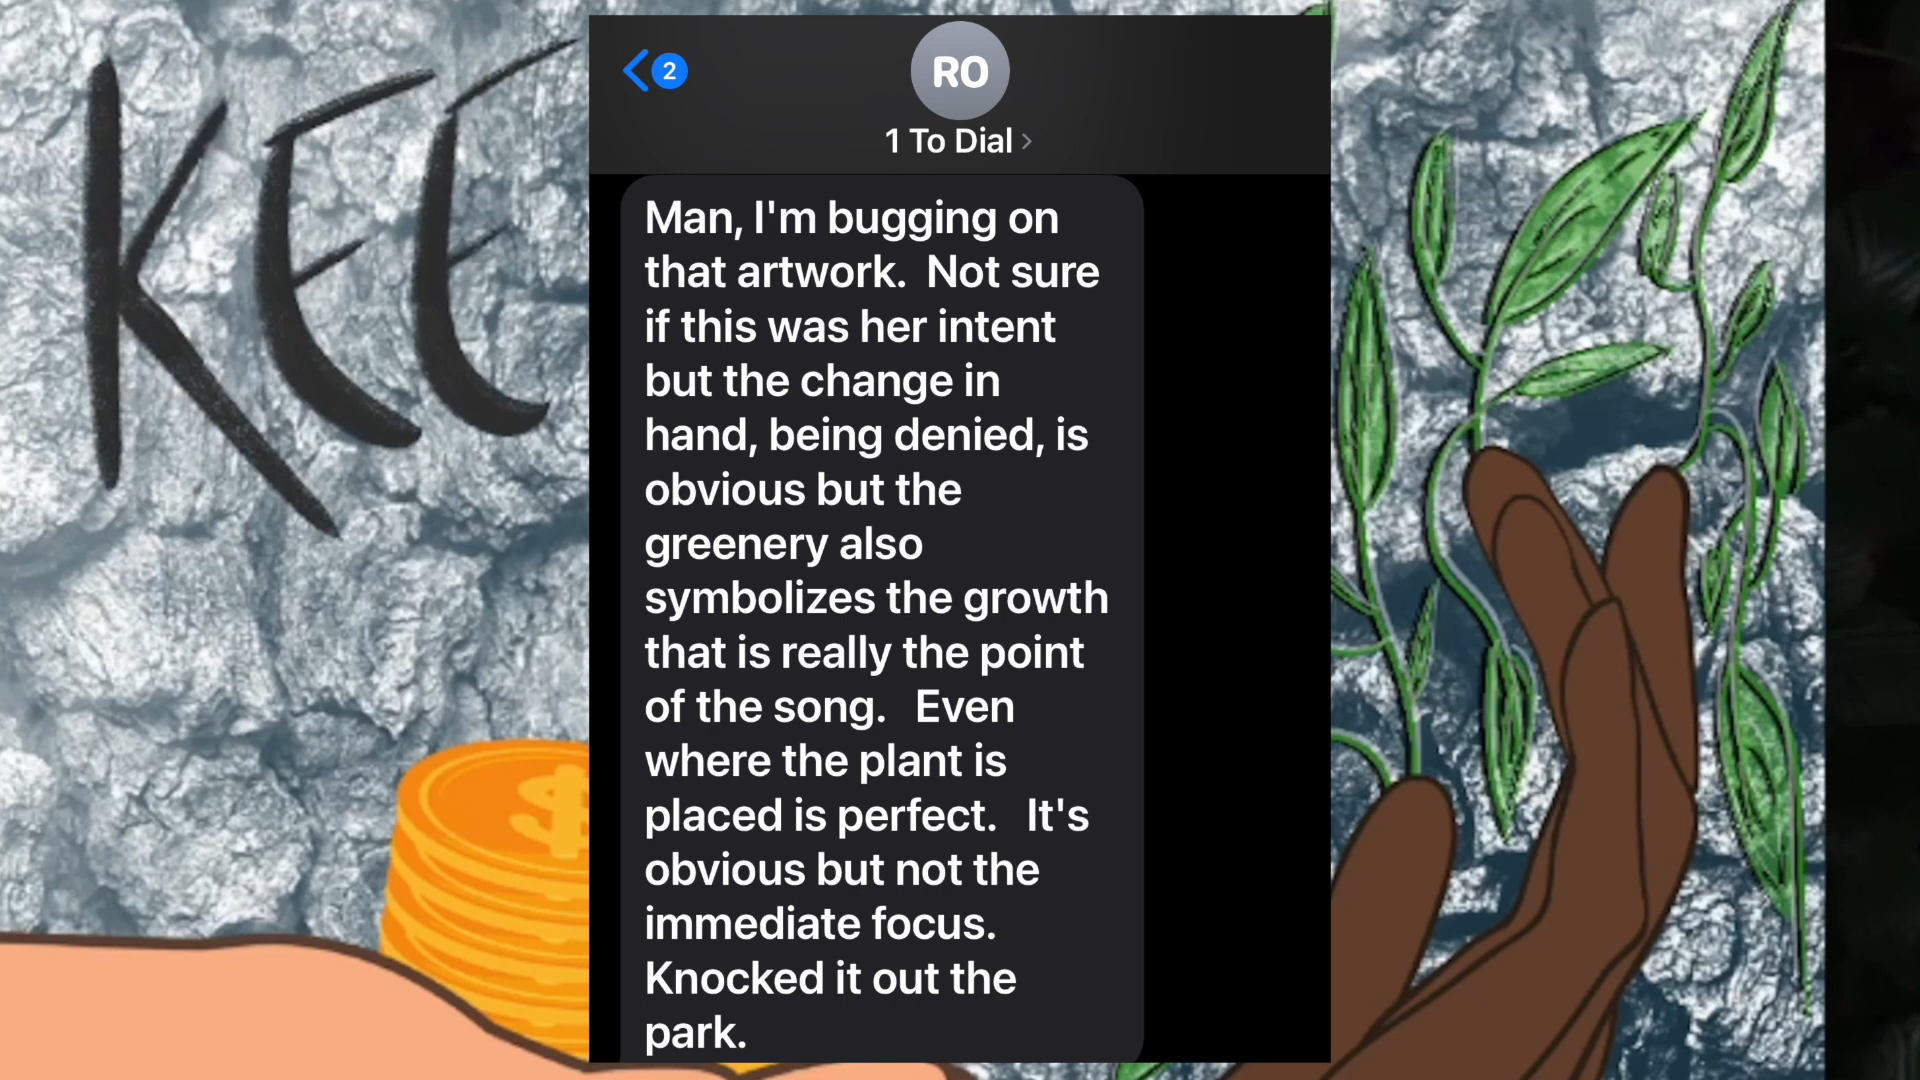 KEE
2
RO
1 To Dial
Man, I'm bugging on
that artwork.  Not sure
if this was her intent
but the change in
hand, being denied, is
obvious but the
greenery also
symbolizes the growth
that is really the point
of the song.   Even
where the plant is
placed is perfect.   It's
obvious but not the
immediate focus.
Knocked it out the
park.
$